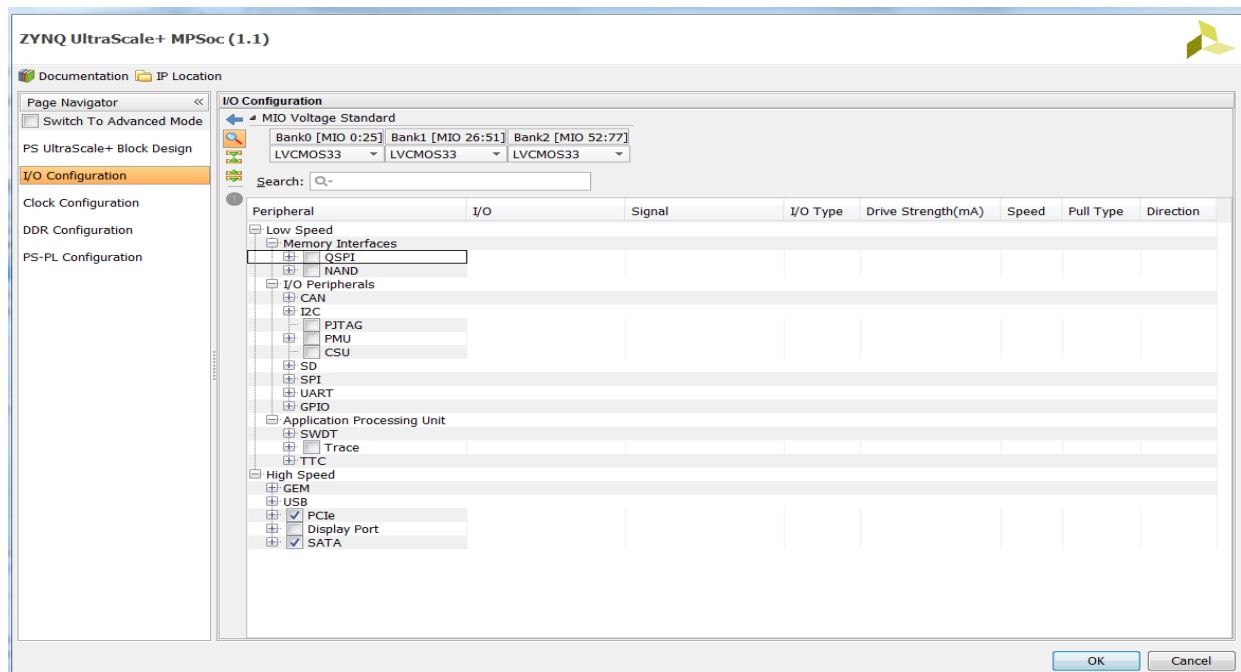 ZYNQ UltraScale+ MPSoc (1.1)
Documentation IP Location
Page Navigator «
Switch To Advanced Mode
PS UltraScale+ Block Design
I/O Configuration
Clock Configuration
DDR Configuration
PS-PL Configuration
I/O Configuration
MIO Voltage Standard
Bank0 [MIO 0:25] Bank1 [MIO 26:51] Bank2 [MIO 52:77]
LVCMOS33 LVCMOS33 LVCMOS33
Search:
Peripheral I/O Signal I/O Type Drive Strength(mA) Speed Pull Type Direction
Low Speed
Memory Interfaces
QSPI
NAND
I/O Peripherals
CAN
I2C
PJTAG
PMU
CSU
SD
SPI
UART
GPIO
Application Processing Unit
SWDT
Trace
TTC
High Speed
GEM
USB
PCIe
Display Port
SATA
OK Cancel